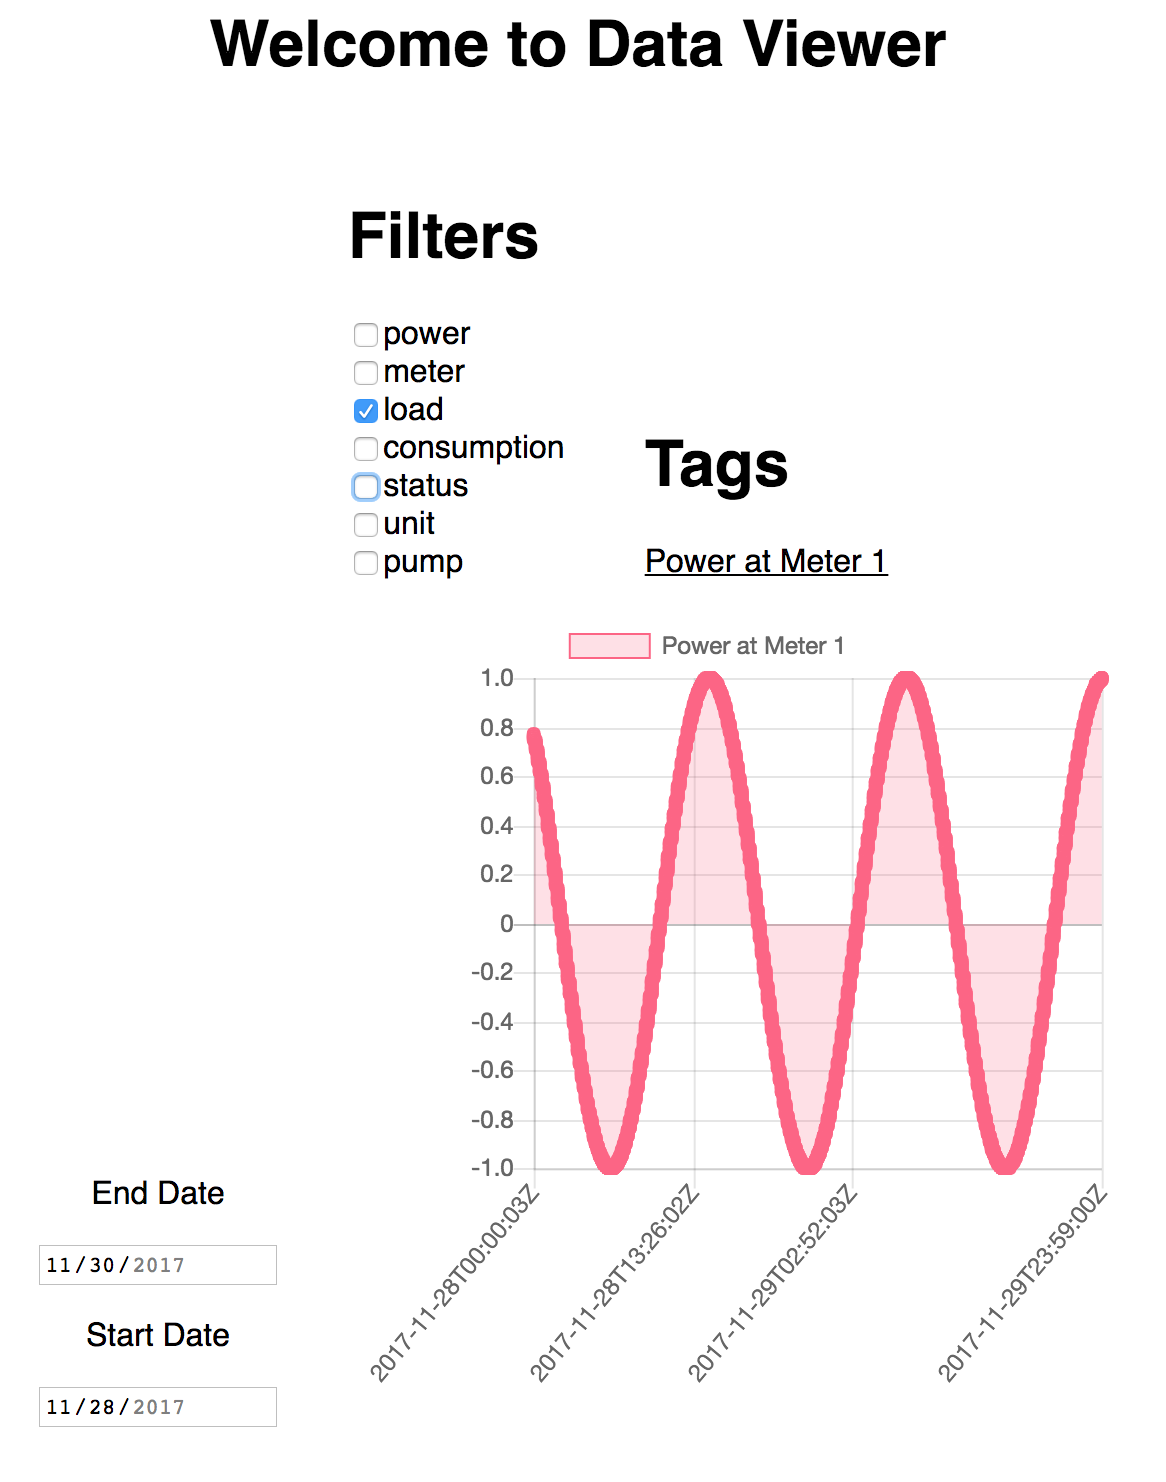 Welcome to Data Viewer
Filters
power
meter
load
consumption
status
unit
pump
Tags
Power at Meter 1
Power at Meter 1
1.0
0.8
0.6
0.4
0.2
0
-0.2
-0.4
-0.6
-0.8
-1.0
2017-11-28T00:00:03Z
2017-11-28T13:26:02Z
2017-11-29T02:52:03Z
2017-11-29T23:59:00Z
End Date
11/30/2017
Start Date
11/28/2017